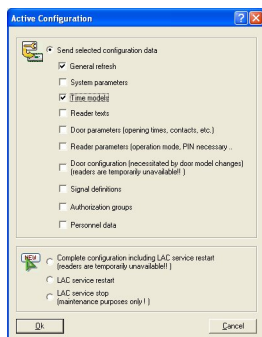 Active Configuration
Send selected configuration data
General refresh
System parameters
Time models
Reader texts
Door parameters (opening times, contacts, etc.)
Reader parameters (operation mode, PIN necessary ..
Door configuration (necessitated by door model changes)
(readers are temporarily unavailable!! )
Signal definitions
Authorization groups
Personnel data
NEW
Complete configuration including LAC service restart
(readers are temporarily unavailable!! )
LAC service restart
LAC service stop
(maintenance purposes only ! )
Ok
Cancel